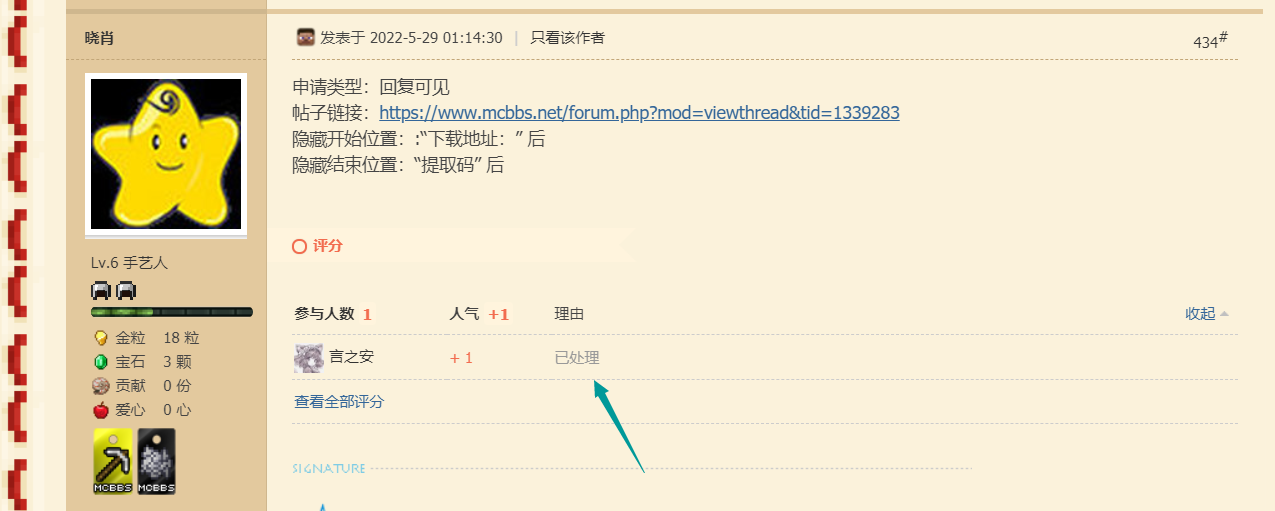 晓肖
发表于 2022-5-29 01:14:30 | 只看该作者
434#
申请类型：回复可见
帖子链接：https://www.mcbbs.net/forum.php?mod=viewthread&tid=1339283
隐藏开始位置：:“下载地址：” 后
隐藏结束位置：“提取码” 后
评分
Lv.6 手艺人
参与人数 1 人气 +1 理由 收起
金粒 18 粒
宝石 3 颗
贡献 0 份
爱心 0 心
言之安 + 1 已处理
查看全部评分
MCBBS MCBBS
SIGNATURE